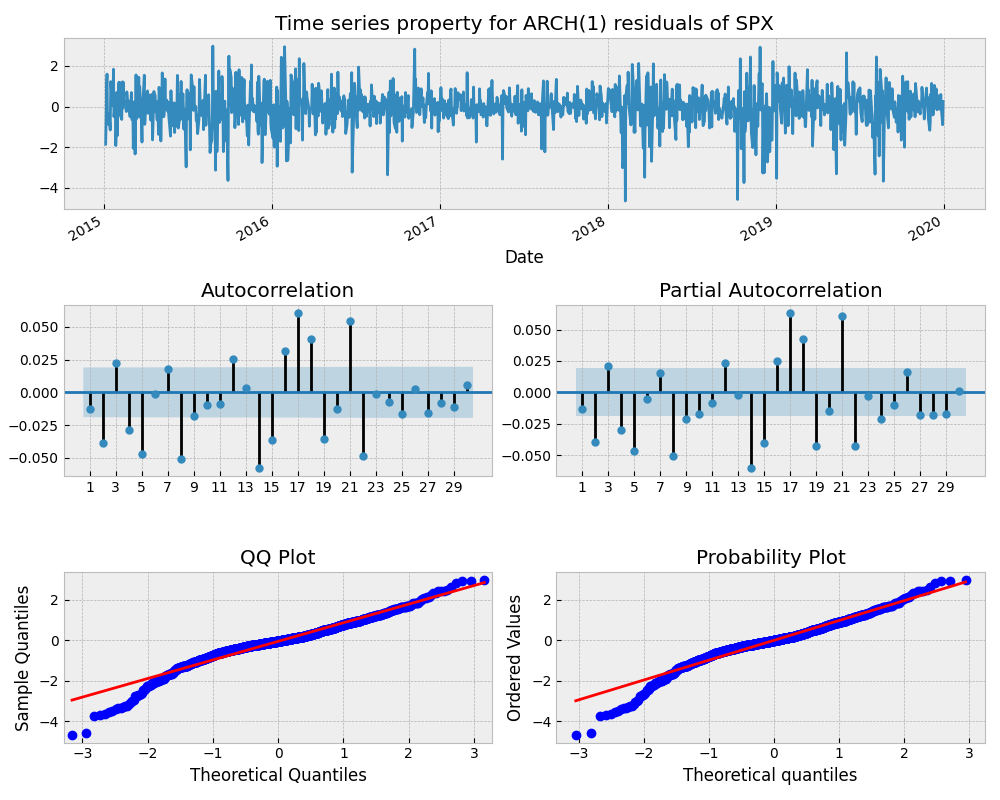 Time series property for ARCH(1) residuals of SPX
2
0
−2
−4
2015 2016 2017 2018 2019 2020
Date
Autocorrelation
0.050
0.025
0.000
−0.025
−0.050
1 3 5 7 9 11 13 15 17 19 21 23 25 27 29
Partial Autocorrelation
0.050
0.025
0.000
−0.025
−0.050
1 3 5 7 9 11 13 15 17 19 21 23 25 27 29
QQ Plot
Sample Quantiles
2
0
−2
−4
−3 −2 −1 0 1 2 3
Theoretical Quantiles
Probability Plot
Ordered Values
2
0
−2
−4
−3 −2 −1 0 1 2 3
Theoretical quantiles